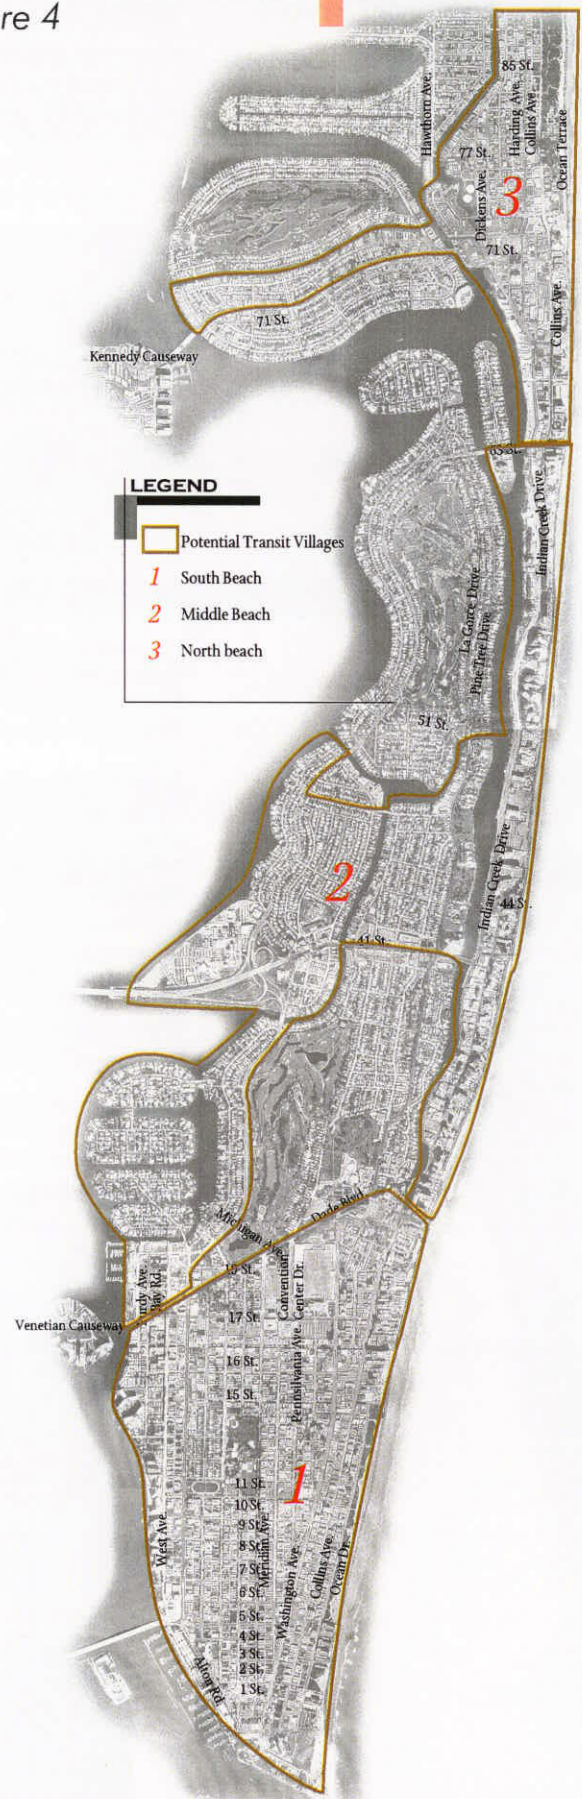 re 4
85 St.
Hawthorn Ave.
Harding Ave.
Collins Ave.
Ocean Terrace
77 St.
Dickens Ave.
3
71 St.
Collins Ave.
71 St.
Kennedy Causeway
LEGEND
Potential Transit Villages
1 South Beach
2 Middle Beach
3 North beach
Indian Creek Drive
La Gorce Drive
Pine Tree Drive
51 St.
2
Indian Creek Drive
44 St.
41 St.
Michigan Ave.
Dade Blvd.
Bay Rd.
Convention
Center Dr.
17 St.
Venetian Causeway
Pennsylvania Ave.
16 St.
15 St.
1
11 St.
10 St.
9 St.
8 St.
7 St.
6 St.
5 St.
4 St.
3 St.
2 St.
1 St.
West Ave.
Meridian Ave.
Washington Ave.
Collins Ave.
Ocean Dr.
Alton Rd.